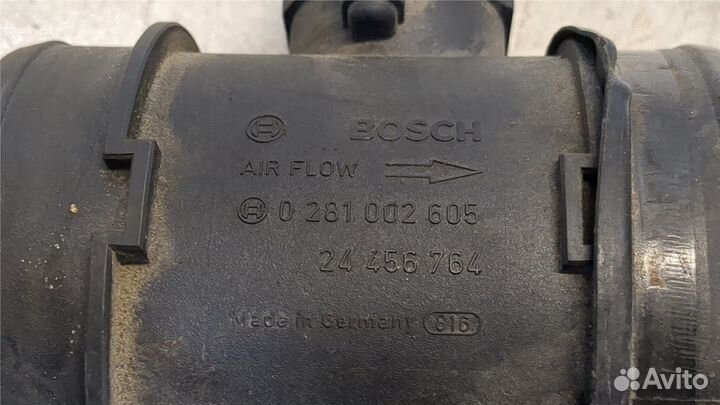 BOSCH
AIR FLOW
0 281 002 605
24 456 764
Made in Germany 816
Avito